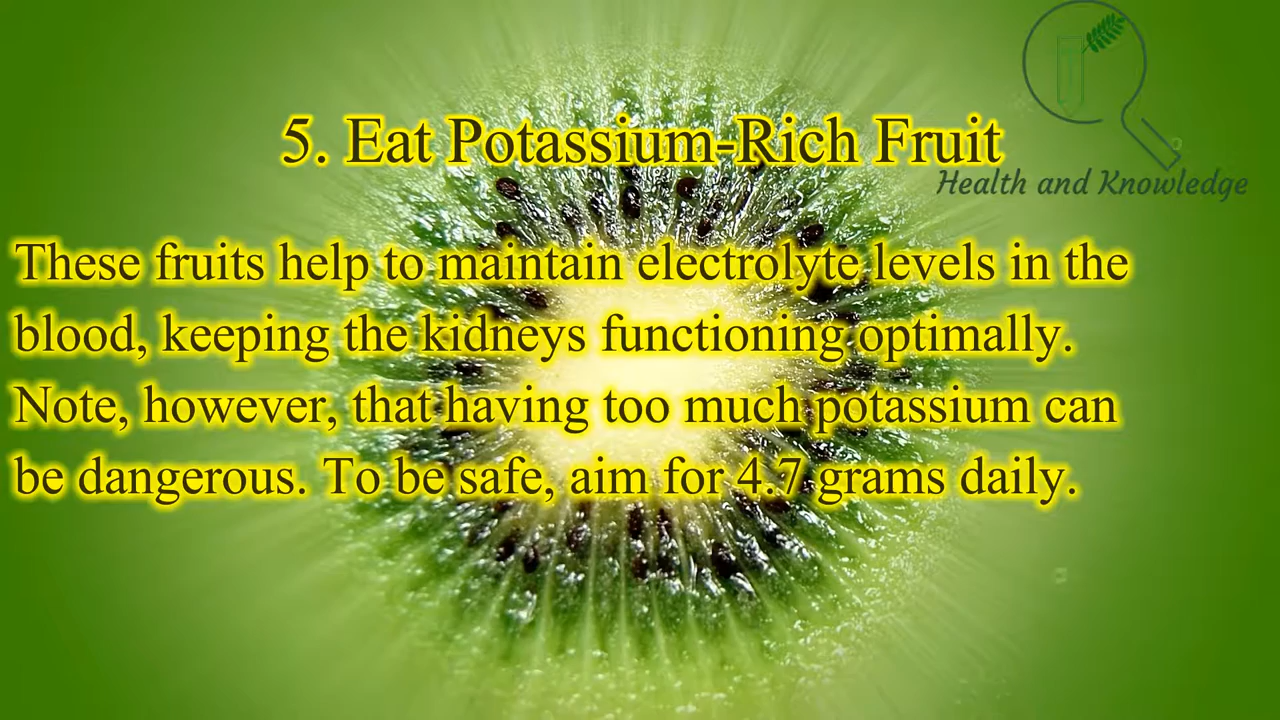 5. Eat Potassium-Rich Fruit
Health and Knowledge
These fruits help to maintain electrolyte levels in the
blood, keeping the kidneys functioning optimally.
Note, however, that having too much potassium can
be dangerous. To be safe, aim for 4.7 grams daily.